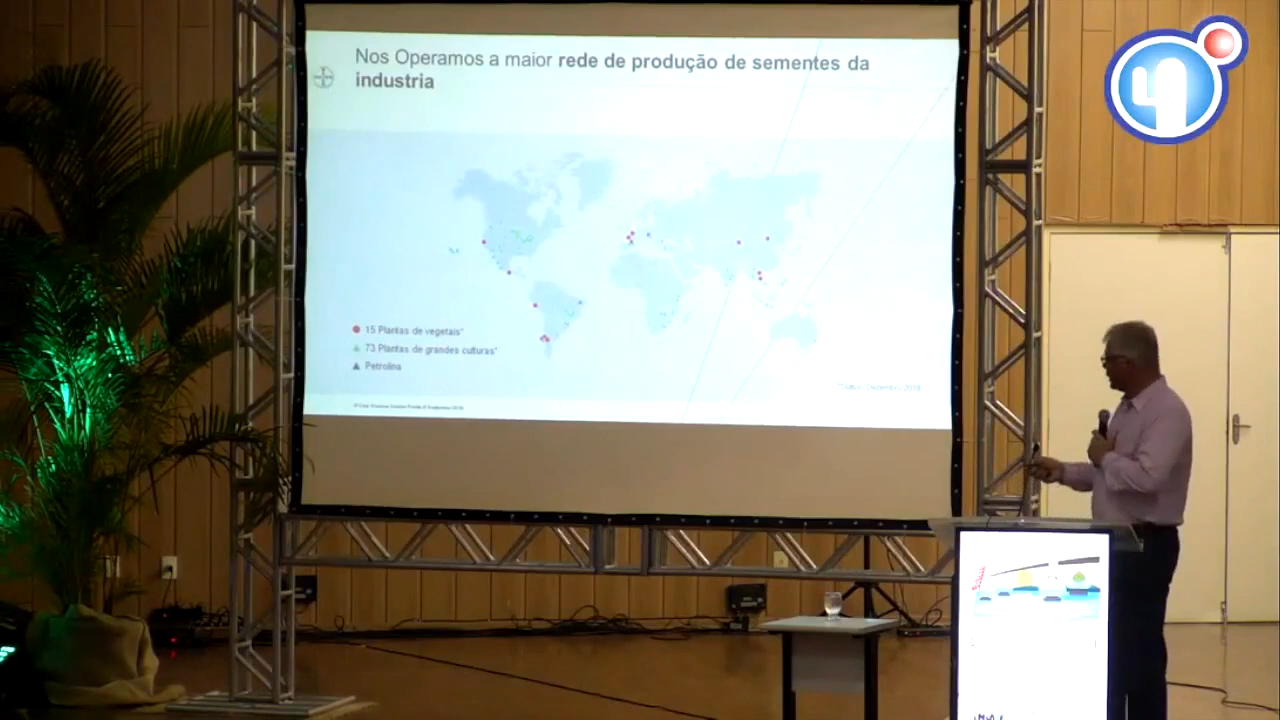 Nos Operamos a maior rede de produção de sementes da
industria
15 Plantas de vegetais*
73 Plantas de grandes culturas*
Petrolina